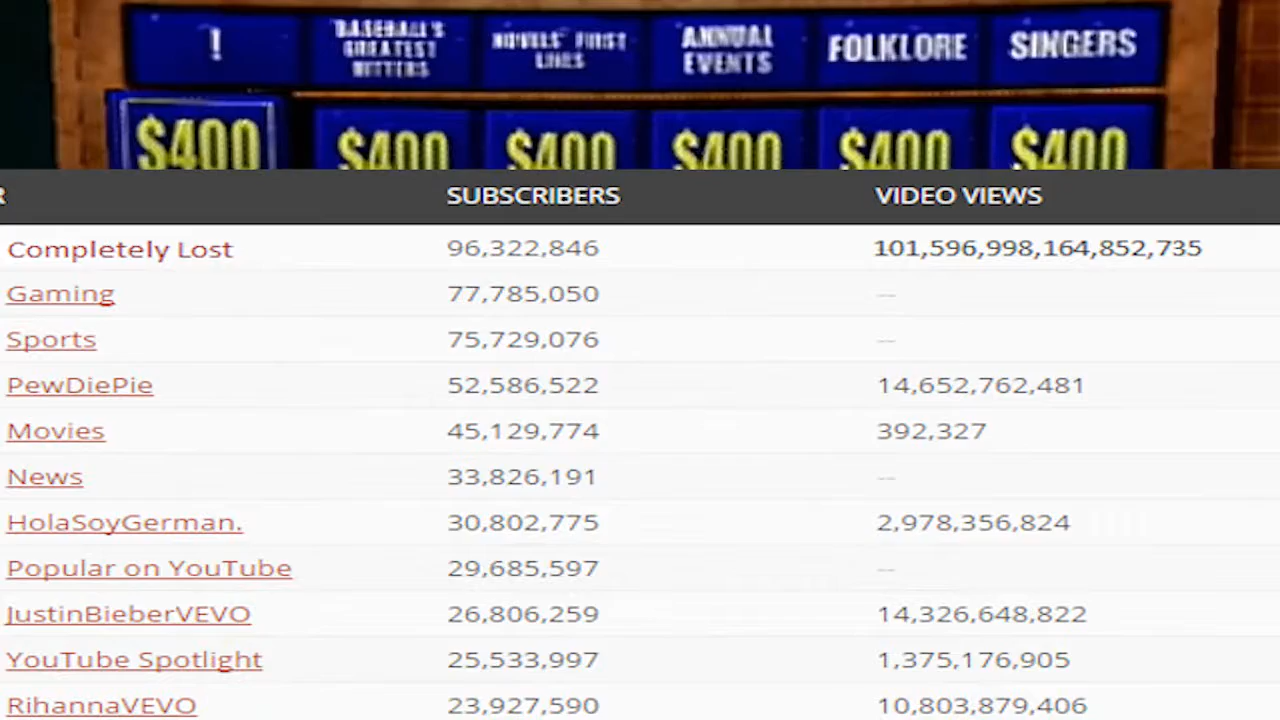 !
BASEBALL'S
GREATEST
HITTERS
NOVELS' FIRST
LINES
ANNUAL
EVENTS
FOLKLORE
SINGERS
$400 $400 $400 $400 $400 $400
R SUBSCRIBERS VIDEO VIEWS
Completely Lost 96,322,846 101,596,998,164,852,735
Gaming 77,785,050 --
Sports 75,729,076 --
PewDiePie 52,586,522 14,652,762,481
Movies 45,129,774 392,327
News 33,826,191 --
HolaSoyGerman. 30,802,775 2,978,356,824
Popular on YouTube 29,685,597 --
JustinBieberVEVO 26,806,259 14,326,648,822
YouTube Spotlight 25,533,997 1,375,176,905
RihannaVEVO 23,927,590 10,803,879,406